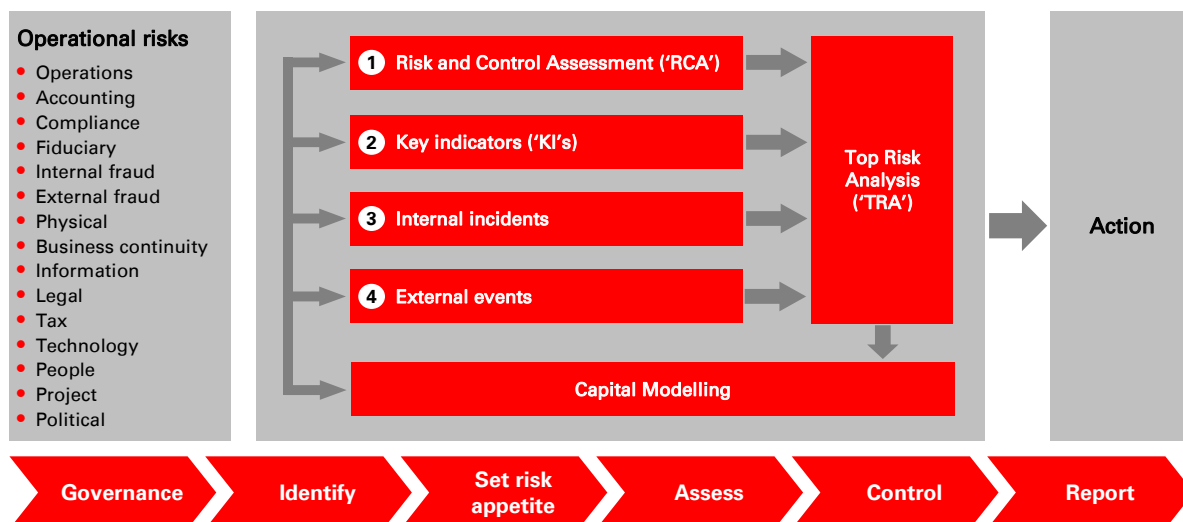 Operational risks
• Operations
• Accounting
• Compliance
• Fiduciary
• Internal fraud
• External fraud
• Physical
• Business continuity
• Information
• Legal
• Tax
• Technology
• People
• Project
• Political
1 Risk and Control Assessment (‘RCA’)
2 Key indicators (‘KI’s)
3 Internal incidents
4 External events
Top Risk
Analysis
(‘TRA’)
Capital Modelling
Action
Governance
Identify
Set risk
appetite
Assess
Control
Report